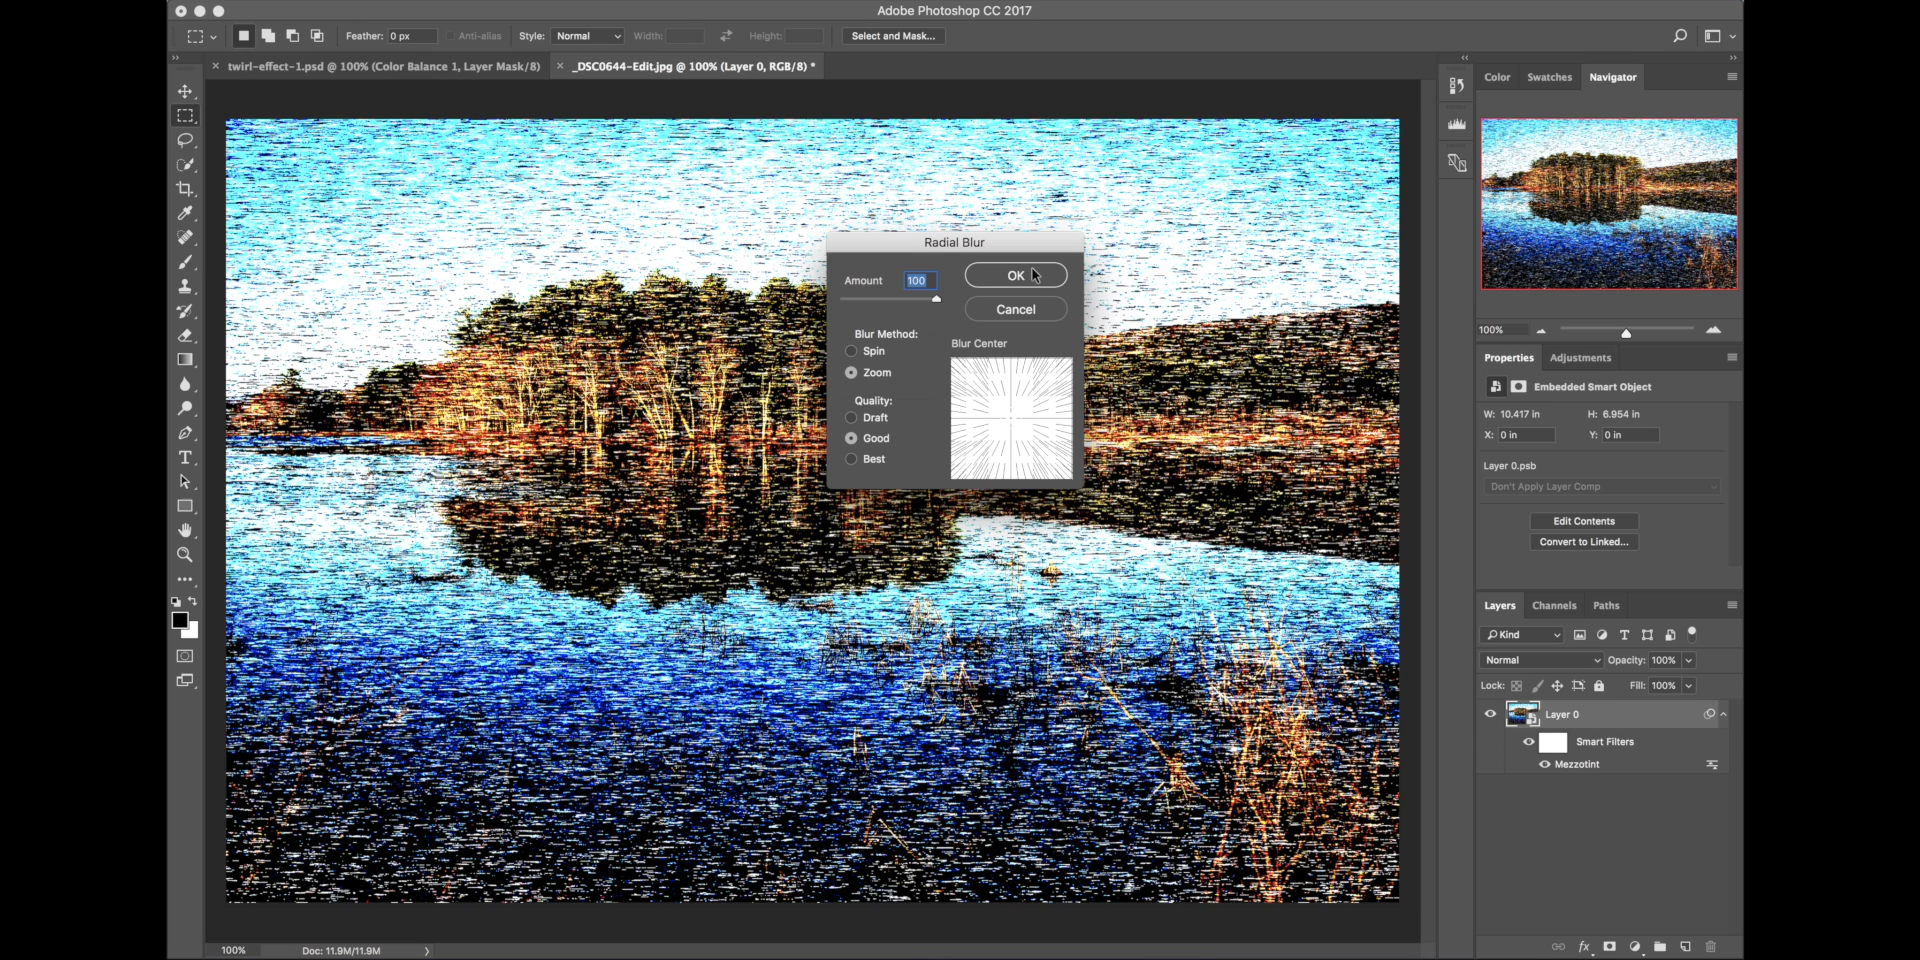 Adobe Photoshop CC 2017
Feather: 0 px Anti-alias Style: Normal Width: Height: Select and Mask...
twirl-effect-1.psd @ 100% (Color Balance 1, Layer Mask/8) _DSC0644-Edit.jpg @ 100% (Layer 0, RGB/8) *
Color Swatches Navigator
Radial Blur
Amount 100 OK
Cancel
Blur Method:
Spin
Zoom
Quality:
Draft
Good
Best
Blur Center
100%
Properties Adjustments
Embedded Smart Object
W: 10.417 in H: 6.954 in
X: 0 in Y: 0 in
Layer 0.psb
Don't Apply Layer Comp
Edit Contents
Convert to Linked...
Layers Channels Paths
Kind
Normal Opacity: 100%
Lock: Fill: 100%
Layer 0
Smart Filters
Mezzotint
100% Doc: 11.9M/11.9M